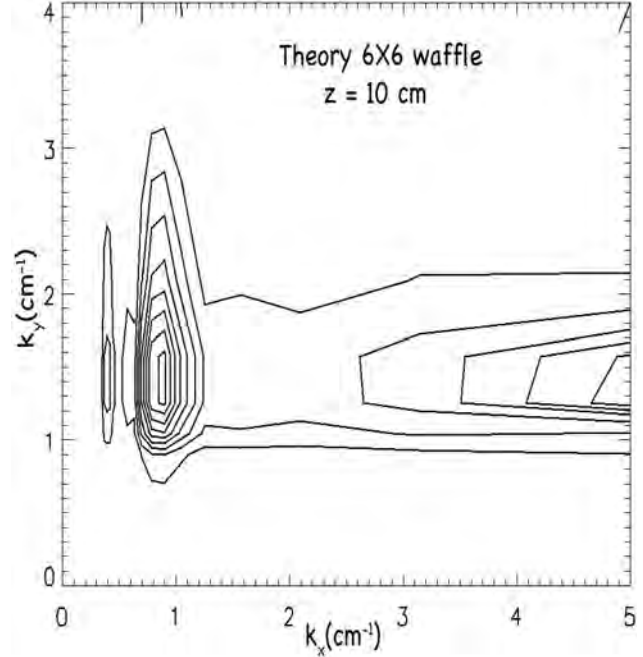 4
Theory 6X6 waffle
z = 10 cm
3
k_y(cm⁻¹)
2
1
0
0 1 2 3 4 5
k_x(cm⁻¹)